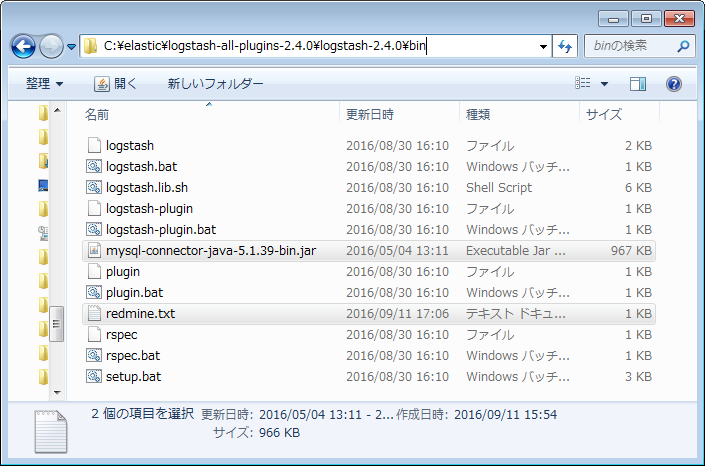 C:¥elastic¥logstash-all-plugins-2.4.0¥logstash-2.4.0¥bin binの検索
整理 開く 新しいフォルダー
名前 更新日時 種類 サイズ
logstash 2016/08/30 16:10 ファイル 2 KB
logstash.bat 2016/08/30 16:10 Windows バッチ... 1 KB
logstash.lib.sh 2016/08/30 16:10 Shell Script 6 KB
logstash-plugin 2016/08/30 16:10 ファイル 1 KB
logstash-plugin.bat 2016/08/30 16:10 Windows バッチ... 1 KB
mysql-connector-java-5.1.39-bin.jar 2016/05/04 13:11 Executable Jar ... 967 KB
plugin 2016/08/30 16:10 ファイル 1 KB
plugin.bat 2016/08/30 16:10 Windows バッチ... 1 KB
redmine.txt 2016/09/11 17:06 テキスト ドキュ... 1 KB
rspec 2016/08/30 16:10 ファイル 1 KB
rspec.bat 2016/08/30 16:10 Windows バッチ... 1 KB
setup.bat 2016/08/30 16:10 Windows バッチ... 3 KB
2 個の項目を選択 更新日時: 2016/05/04 13:11 - 2... 作成日時: 2016/09/11 15:54
サイズ: 966 KB